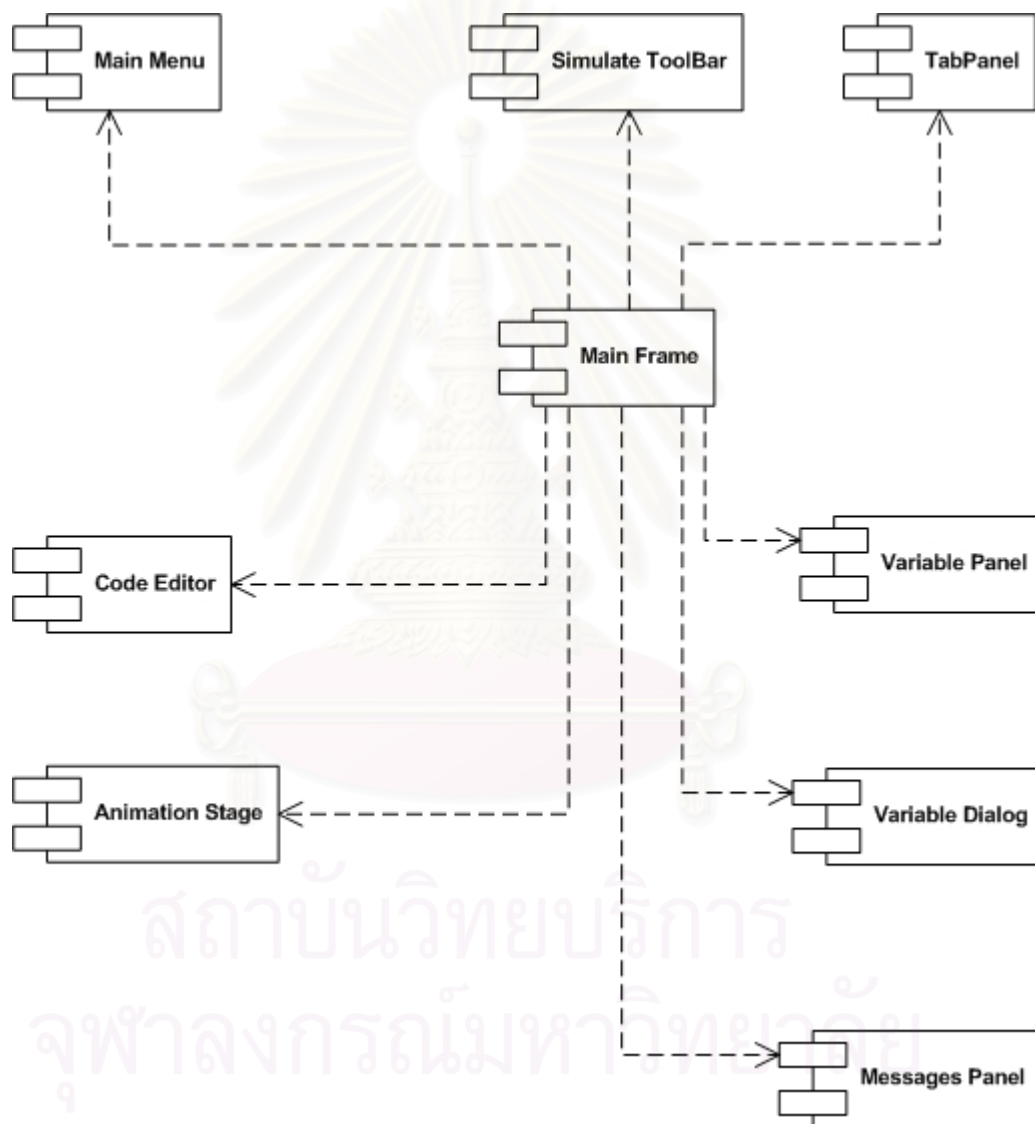 Main Menu
Simulate ToolBar
TabPanel
Main Frame
Code Editor
Variable Panel
Animation Stage
Variable Dialog
สถาบันวิทยบริการ
จุฬาลงกรณ์มหาวิทยาลัย
Messages Panel